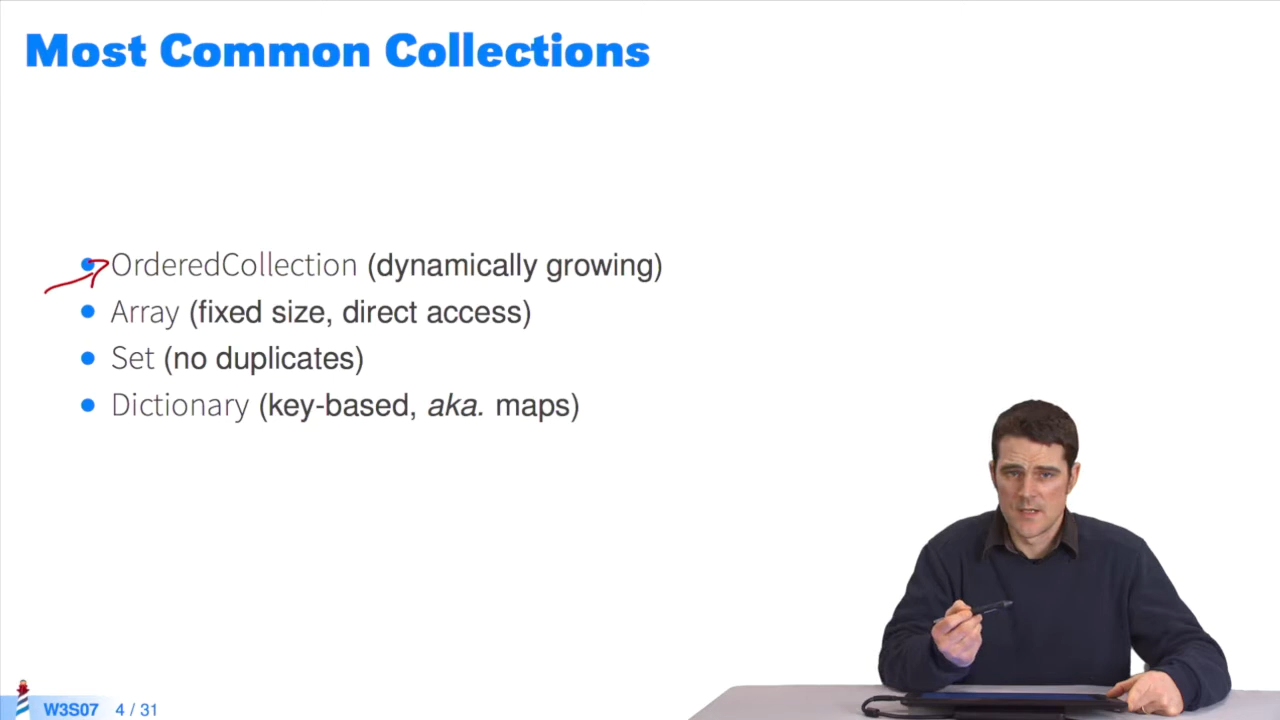 Most Common Collections
OrderedCollection (dynamically growing)
Array (fixed size, direct access)
Set (no duplicates)
Dictionary (key-based, aka. maps)
W3S07 4 / 31